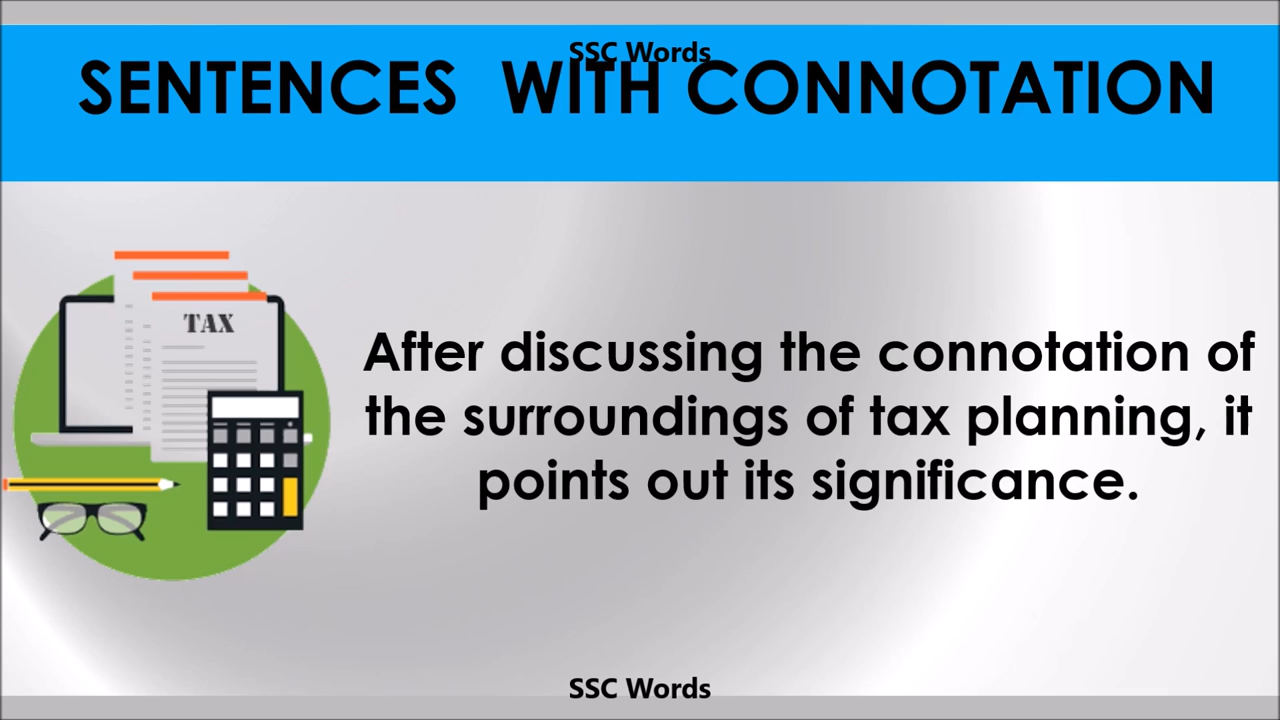 SSC Words
SENTENCES WITH CONNOTATION
TAX
After discussing the connotation of
the surroundings of tax planning, it
points out its significance.
SSC Words